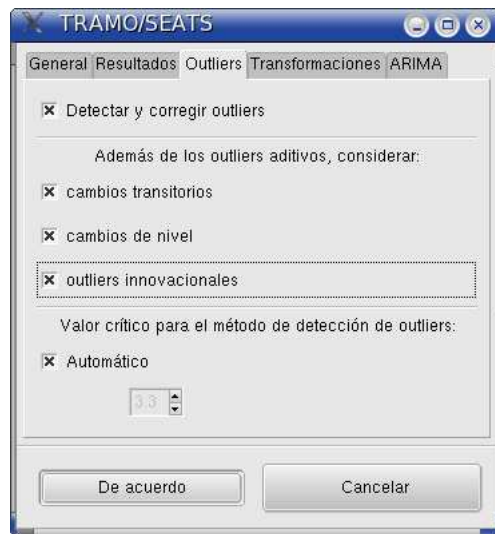 TRAMO/SEATS
General Resultados Outliers Transformaciones ARIMA
Detectar y corregir outliers
Además de los outliers aditivos, considerar:
cambios transitorios
cambios de nivel
outliers innovacionales
Valor crítico para el método de detección de outliers:
Automático
3.3
De acuerdo Cancelar